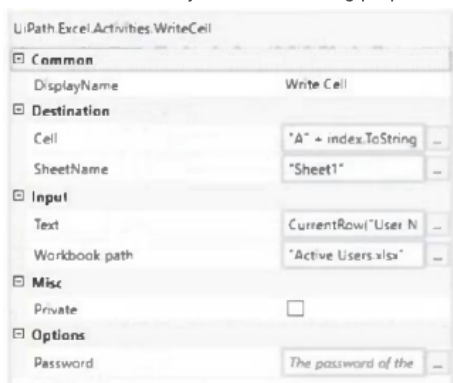 UiPath.Excel.Activities.WriteCell
Common
DisplayName Write Cell
Destination
Cell "A" + index.ToString
SheetName "Sheet1"
Input
Text CurrentRow("User N
Workbook path "Active Users.xlsx"
Misc
Private
Options
Password The password of the